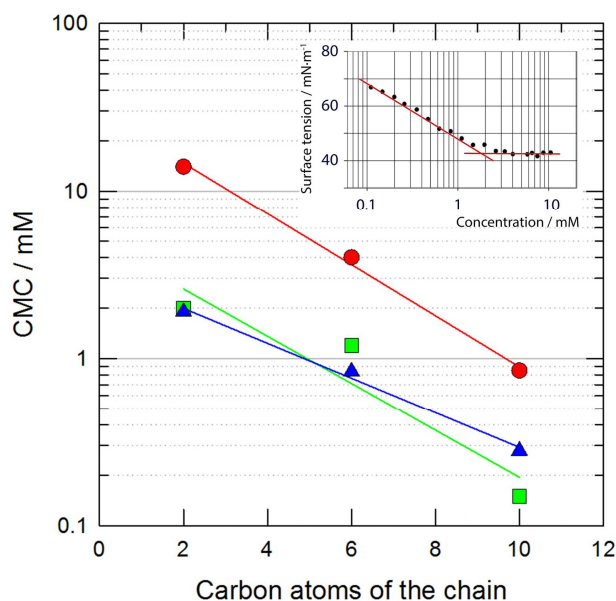 100
10
1
0.1
CMC / mM
0 2 4 6 8 10 12
Carbon atoms of the chain
80
60
40
Surface tension / mN·m⁻¹
0.1 1 10
Concentration / mM